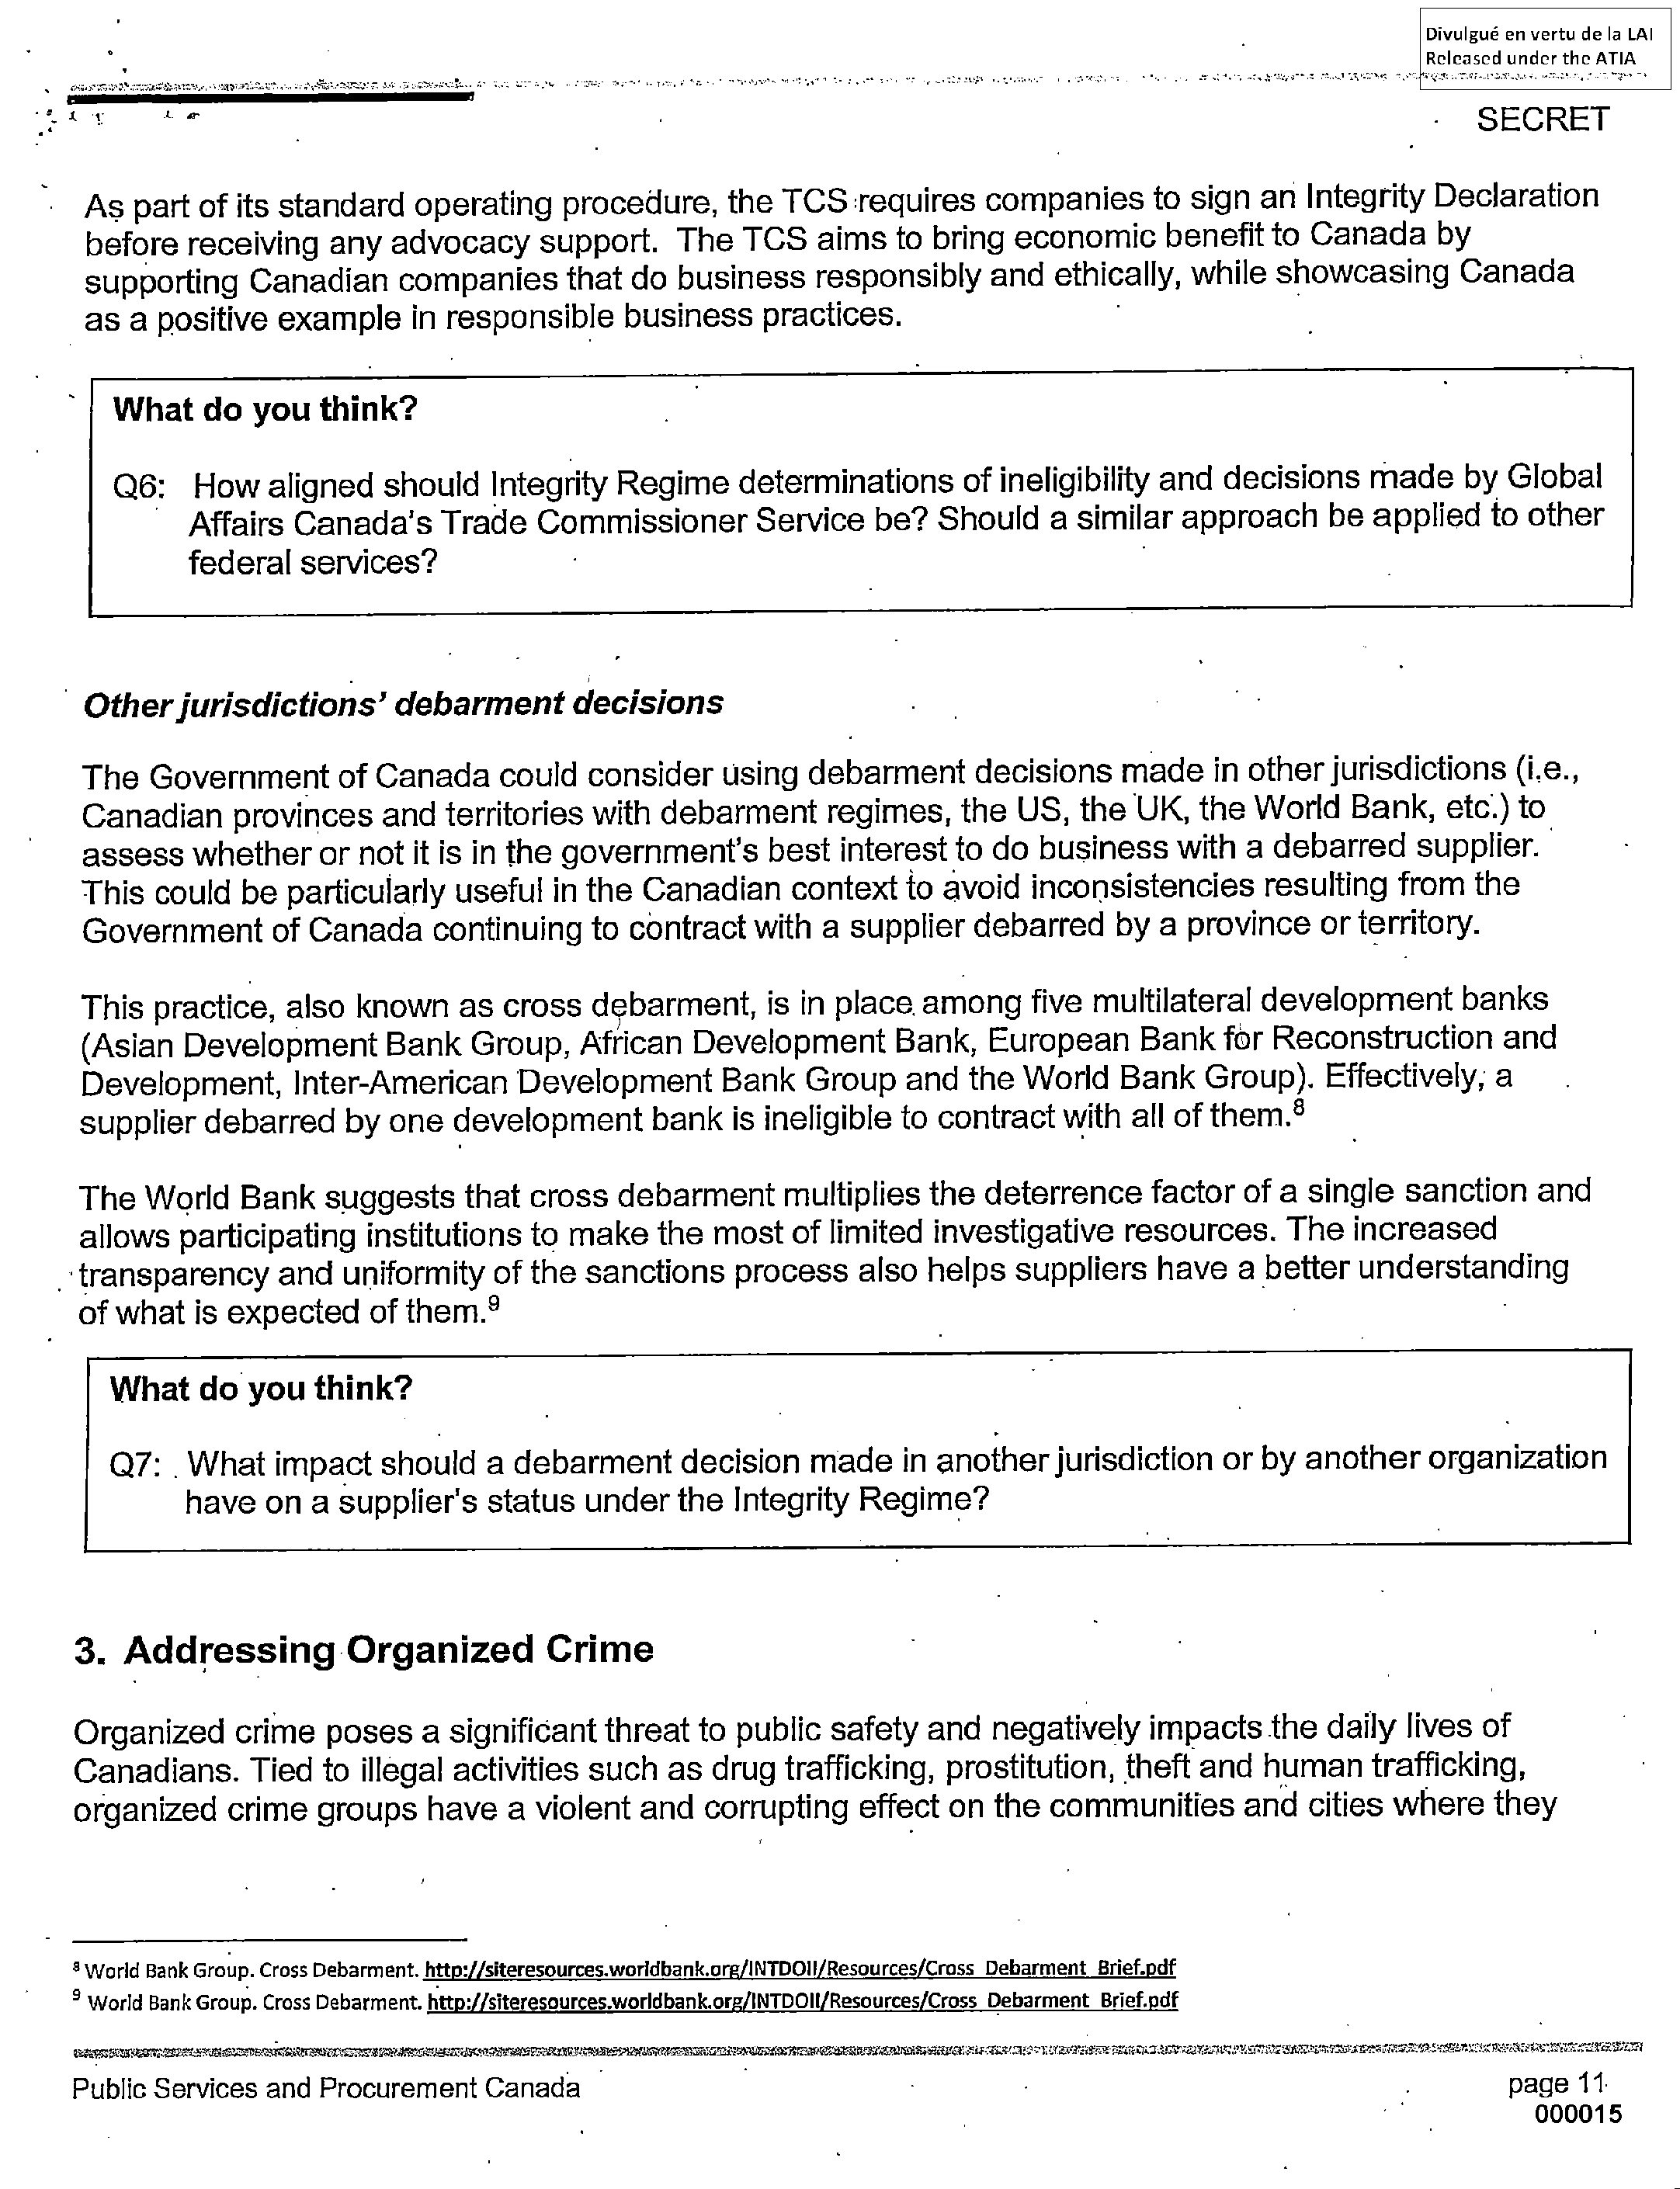 Divulgué en vertu de la LAI
Released under the ATIA
SECRET
As part of its standard operating procedure, the TCS requires companies to sign an Integrity Declaration
before receiving any advocacy support. The TCS aims to bring economic benefit to Canada by
supporting Canadian companies that do business responsibly and ethically, while showcasing Canada
as a positive example in responsible business practices.
What do you think?
Q6: How aligned should Integrity Regime determinations of ineligibility and decisions made by Global
Affairs Canada's Trade Commissioner Service be? Should a similar approach be applied to other
federal services?
Other jurisdictions' debarment decisions
The Government of Canada could consider using debarment decisions made in other jurisdictions (i.e.,
Canadian provinces and territories with debarment regimes, the US, the UK, the World Bank, etc.) to
assess whether or not it is in the government's best interest to do business with a debarred supplier.
This could be particularly useful in the Canadian context to avoid inconsistencies resulting from the
Government of Canada continuing to contract with a supplier debarred by a province or territory.
This practice, also known as cross debarment, is in place among five multilateral development banks
(Asian Development Bank Group, African Development Bank, European Bank for Reconstruction and
Development, Inter-American Development Bank Group and the World Bank Group). Effectively, a
supplier debarred by one development bank is ineligible to contract with all of them.8
The World Bank suggests that cross debarment multiplies the deterrence factor of a single sanction and
allows participating institutions to make the most of limited investigative resources. The increased
transparency and uniformity of the sanctions process also helps suppliers have a better understanding
of what is expected of them.9
What do you think?
Q7: What impact should a debarment decision made in another jurisdiction or by another organization
have on a supplier's status under the Integrity Regime?
3. Addressing Organized Crime
Organized crime poses a significant threat to public safety and negatively impacts the daily lives of
Canadians. Tied to illegal activities such as drug trafficking, prostitution, theft and human trafficking,
organized crime groups have a violent and corrupting effect on the communities and cities where they
8 World Bank Group. Cross Debarment. http://siteresources.worldbank.org/INTDOII/Resources/Cross_Debarment_Brief.pdf
9 World Bank Group. Cross Debarment. http://siteresources.worldbank.org/INTDOII/Resources/Cross_Debarment_Brief.pdf
Public Services and Procurement Canada
page 11
000015